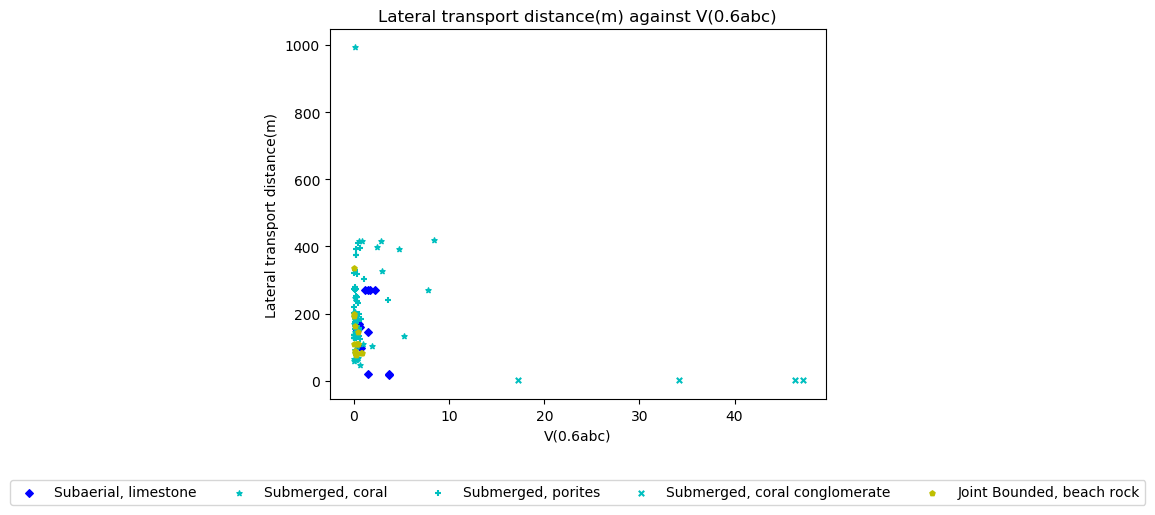 Lateral transport distance(m) against V(0.6abc)
1000
800
600
400
200
0
Lateral transport distance(m)
0 10 20 30 40
V(0.6abc)
Subaerial, limestone Submerged, coral Submerged, porites Submerged, coral conglomerate Joint Bounded, beach rock